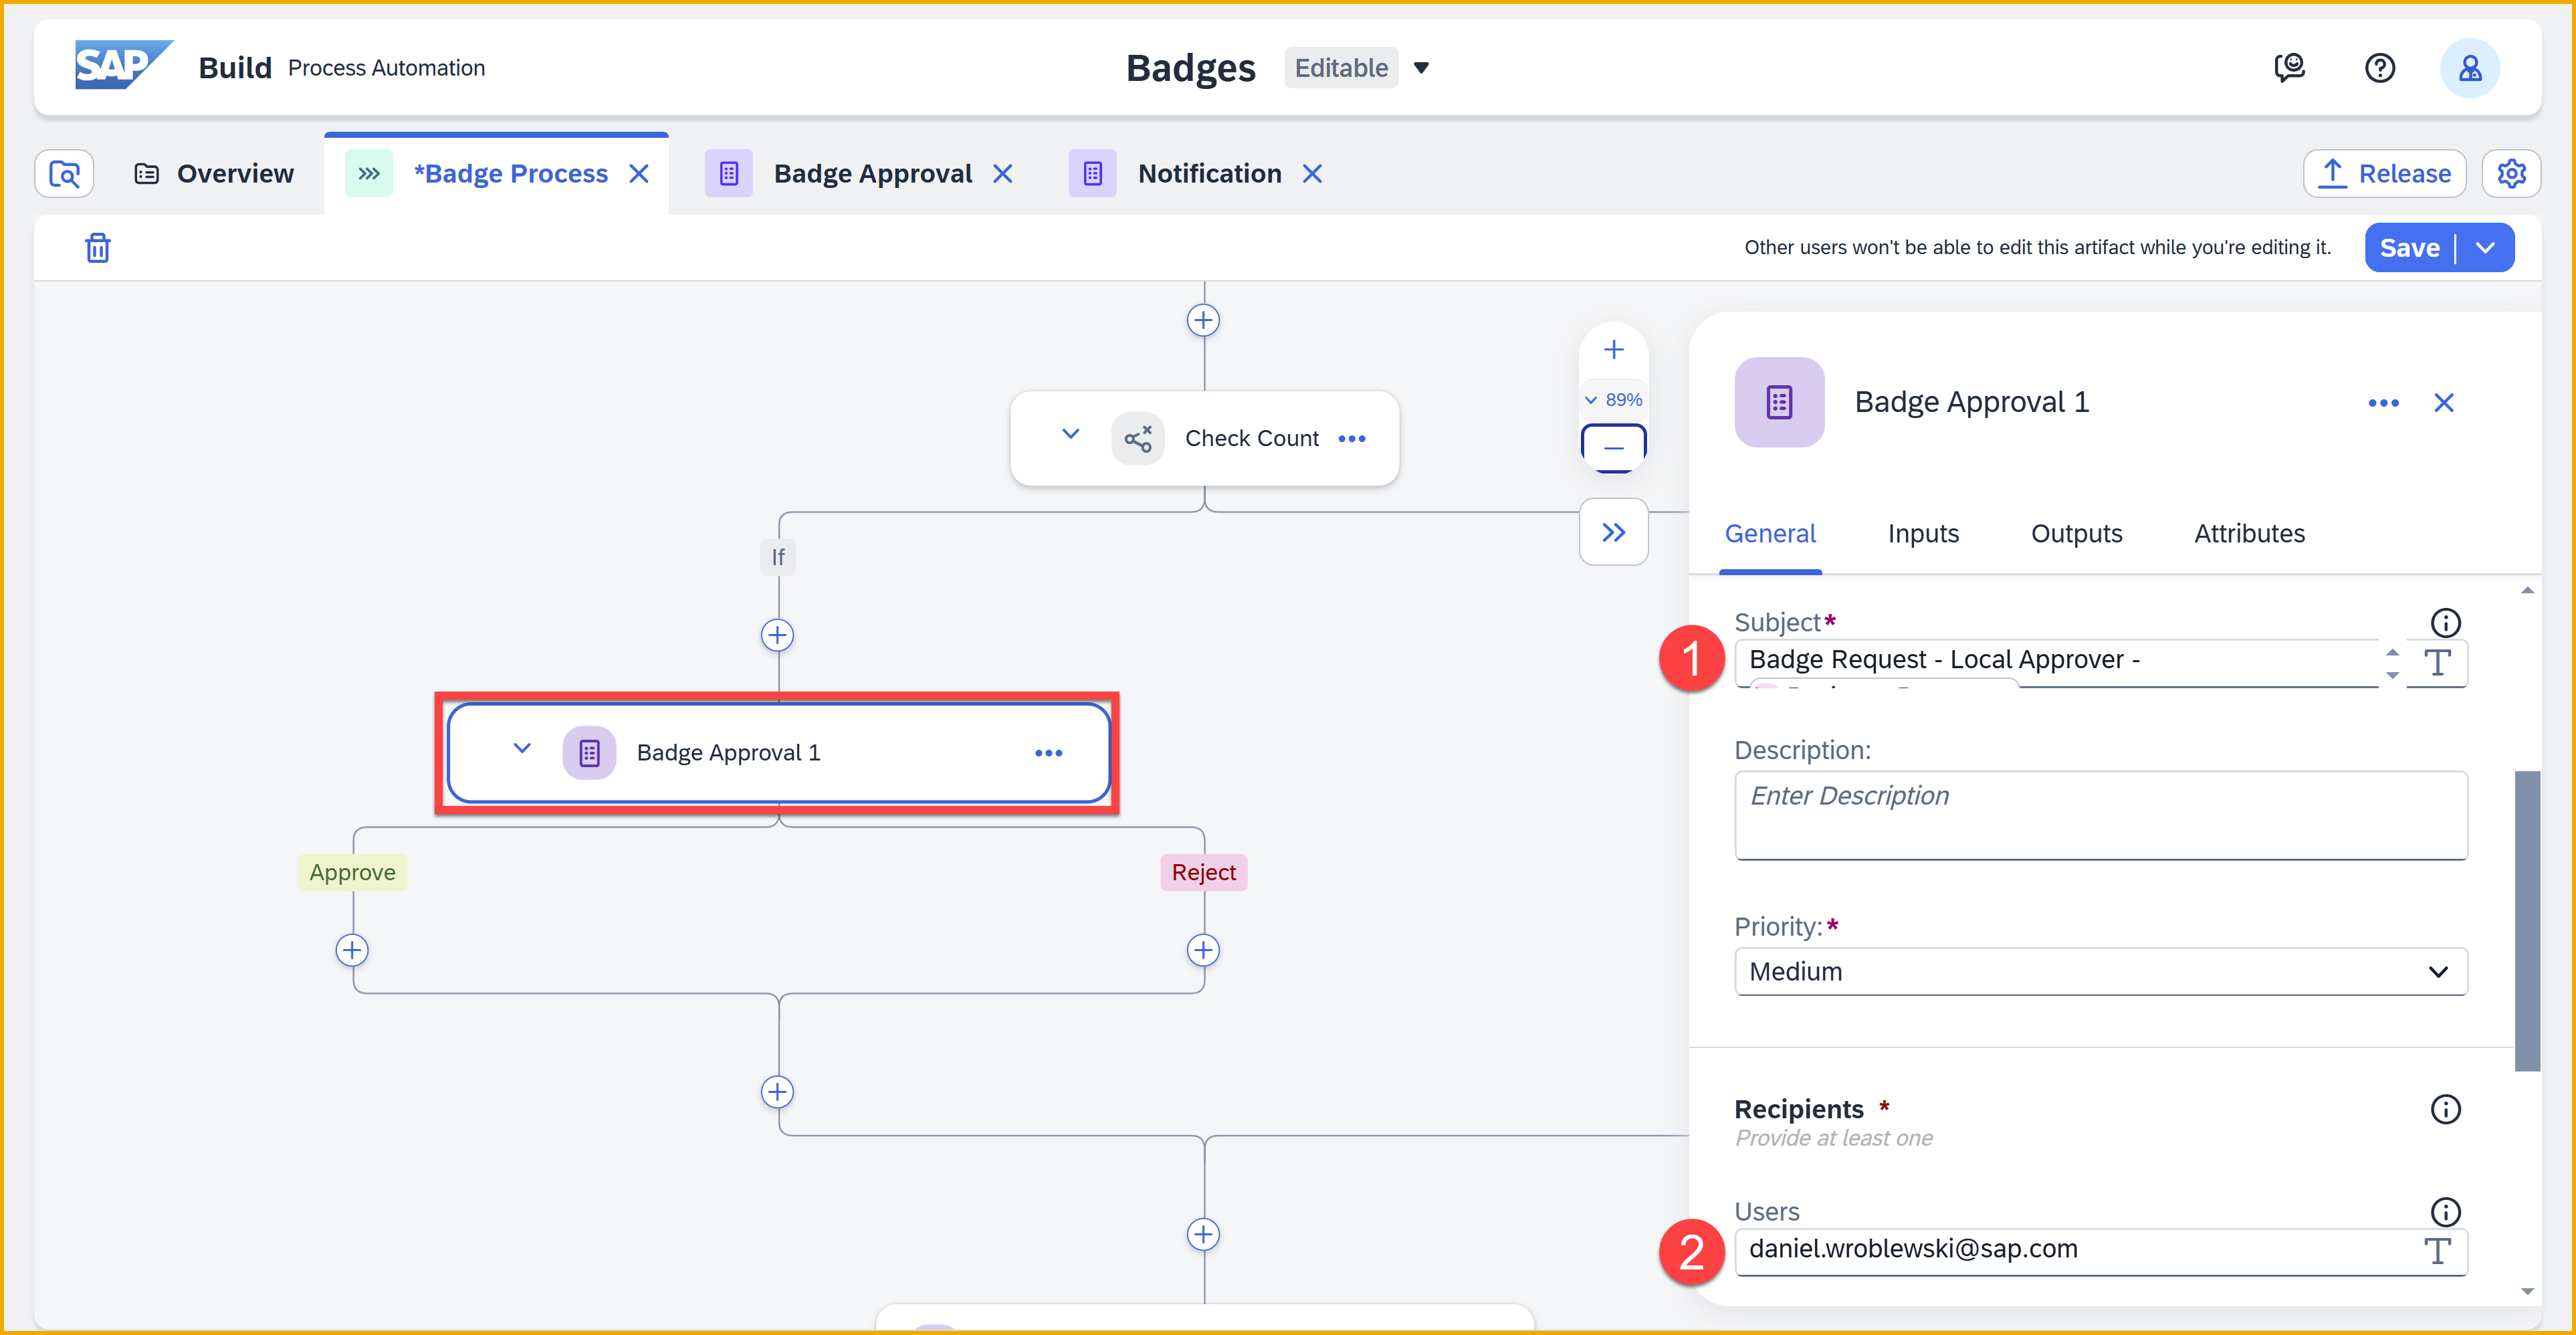 SAP Build Process Automation
Badges Editable
Overview
*Badge Process
Badge Approval
Notification
Release
Other users won't be able to edit this artifact while you're editing it.
Save
89%
Check Count
If
Badge Approval 1
Approve
Reject
Badge Approval 1
General Inputs Outputs Attributes
1
Subject*
Badge Request - Local Approver -
Description:
Enter Description
Priority:*
Medium
Recipients *
Provide at least one
Users
2
daniel.wroblewski@sap.com